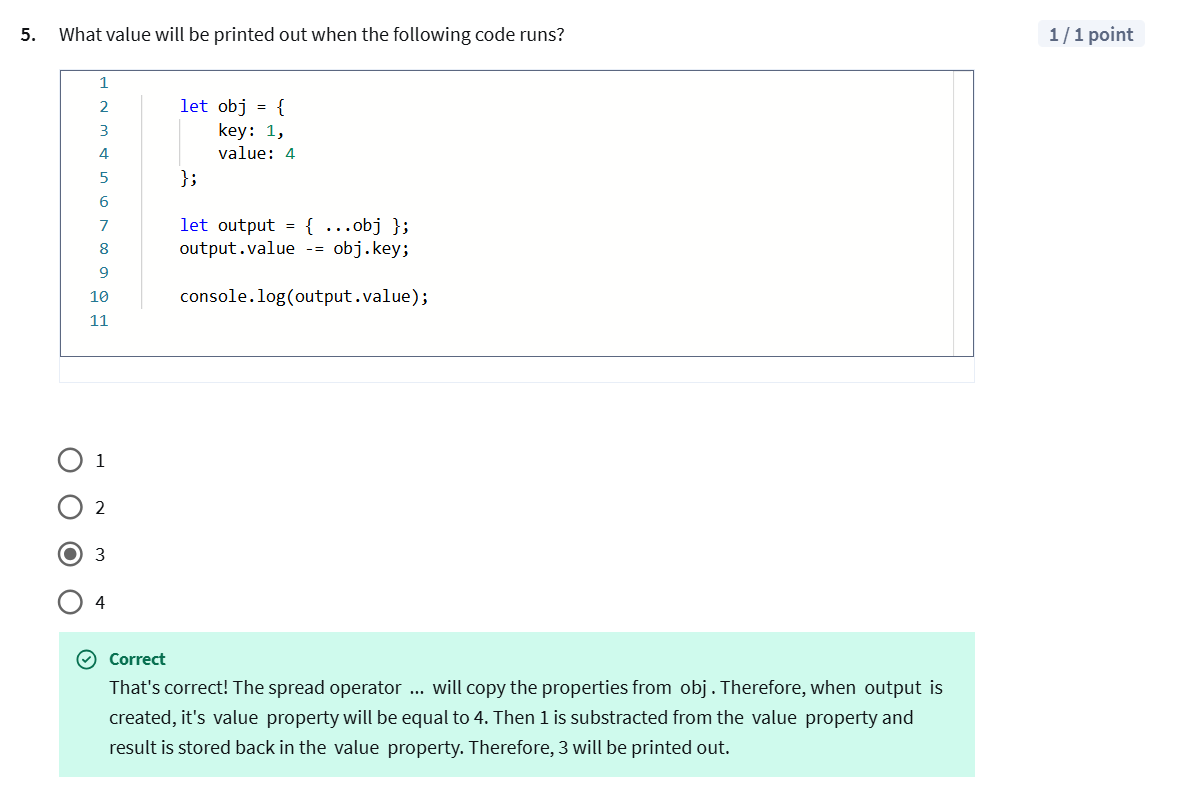 5. What value will be printed out when the following code runs?
1 / 1 point
1
2 let obj = {
3 key: 1,
4 value: 4
5 };
6
7 let output = { ...obj };
8 output.value -= obj.key;
9
10 console.log(output.value);
11
1
2
3
4
Correct
That's correct! The spread operator ... will copy the properties from obj . Therefore, when output is
created, it's value property will be equal to 4. Then 1 is substracted from the value property and
result is stored back in the value property. Therefore, 3 will be printed out.